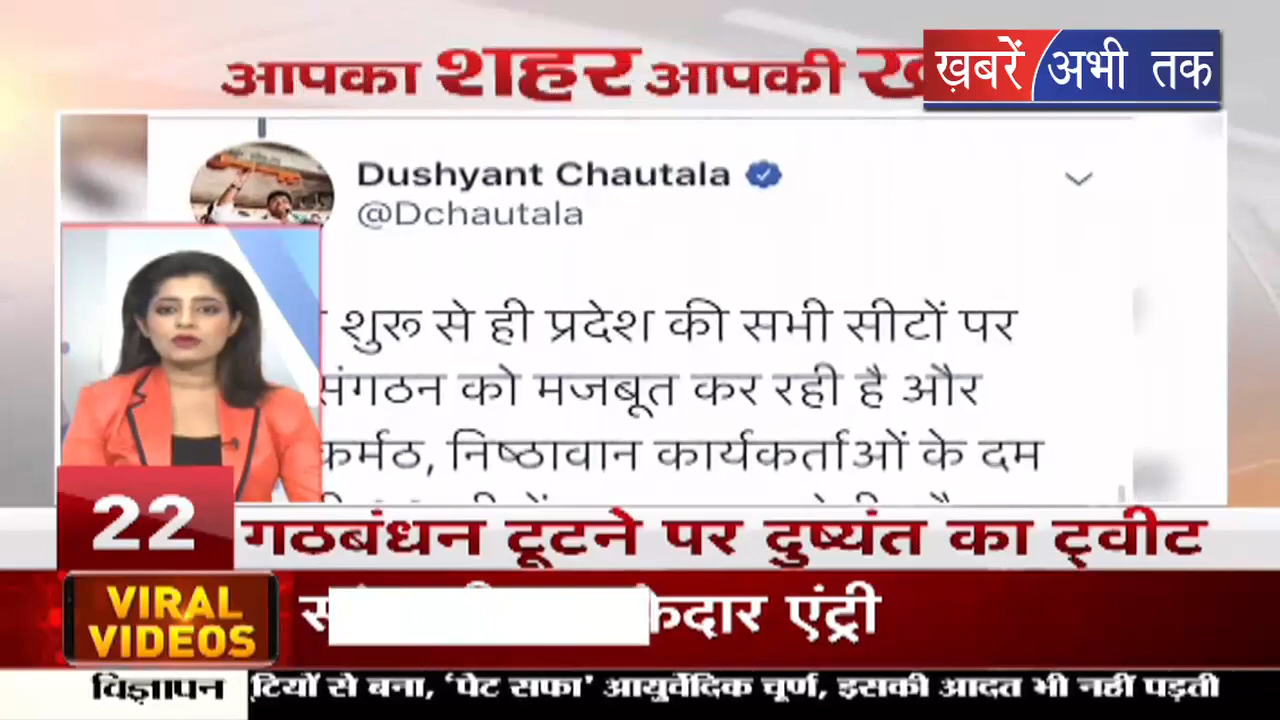 आपका शहर आपकी
ख़बरें अभी तक
Dushyant Chautala
@Dchautala
शुरू से ही प्रदेश की सभी सीटों पर
संगठन को मजबूत कर रही है और
कर्मठ, निष्ठावान कार्यकर्ताओं के दम
22 गठबंधन टूटने पर दुष्यंत का ट्वीट
VIRAL
VIDEOS
एंट्री
विज्ञापन
से बना, ‘पेट सफा’ आयुर्वेदिक चूर्ण, इसकी आदत भी नहीं पड़ती